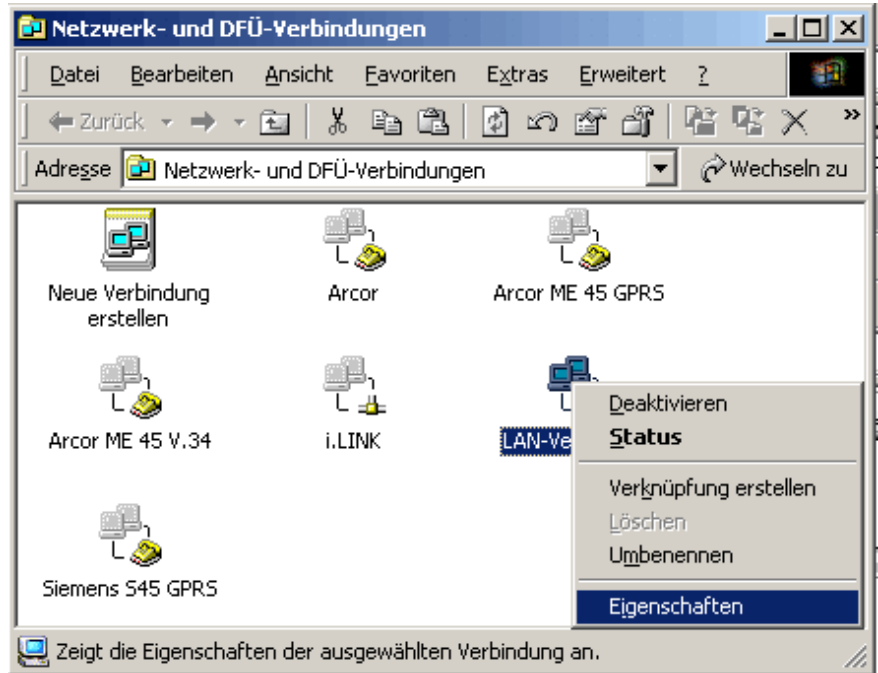 Netzwerk- und DFÜ-Verbindungen
Datei Bearbeiten Ansicht Favoriten Extras Erweitert ?
Zurück »
Adresse Netzwerk- und DFÜ-Verbindungen Wechseln zu
Neue Verbindung erstellen
Arcor
Arcor ME 45 GPRS
Arcor ME 45 V.34
i.LINK
LAN-Ve
Siemens S45 GPRS
Deaktivieren
Status
Verknüpfung erstellen
Löschen
Umbenennen
Eigenschaften
Zeigt die Eigenschaften der ausgewählten Verbindung an.